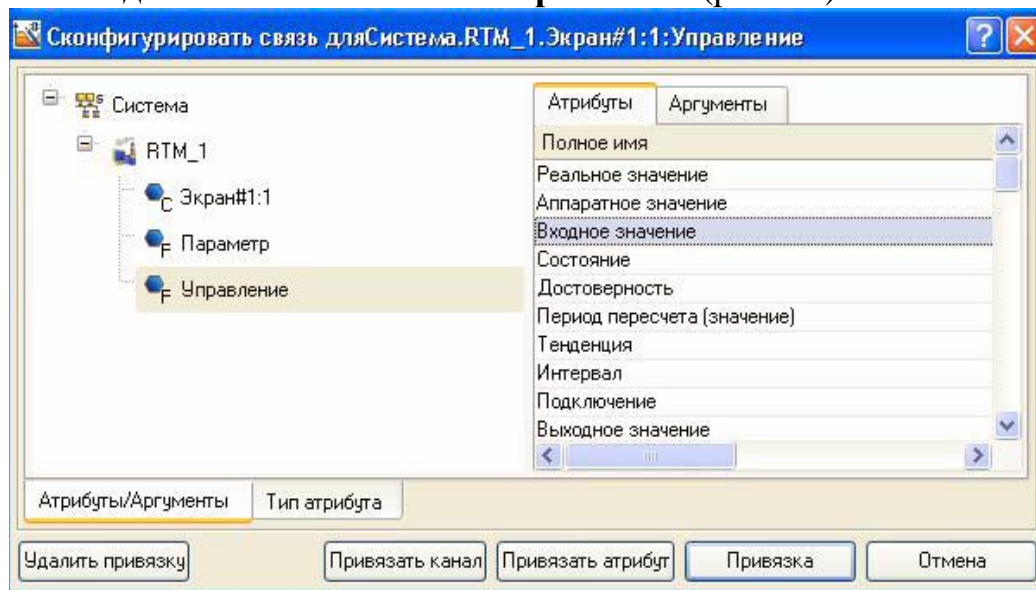 Сконфигурировать связь дляСистема.RTM_1.Экран#1:1:Управление
Система
RTM_1
Экран#1:1
Параметр
Управление
Атрибуты Аргументы
Полное имя
Реальное значение
Аппаратное значение
Входное значение
Состояние
Достоверность
Период пересчета (значение)
Тенденция
Интервал
Подключение
Выходное значение
Атрибуты/Аргументы Тип атрибута
Удалить привязку Привязать канал Привязать атрибут Привязка Отмена